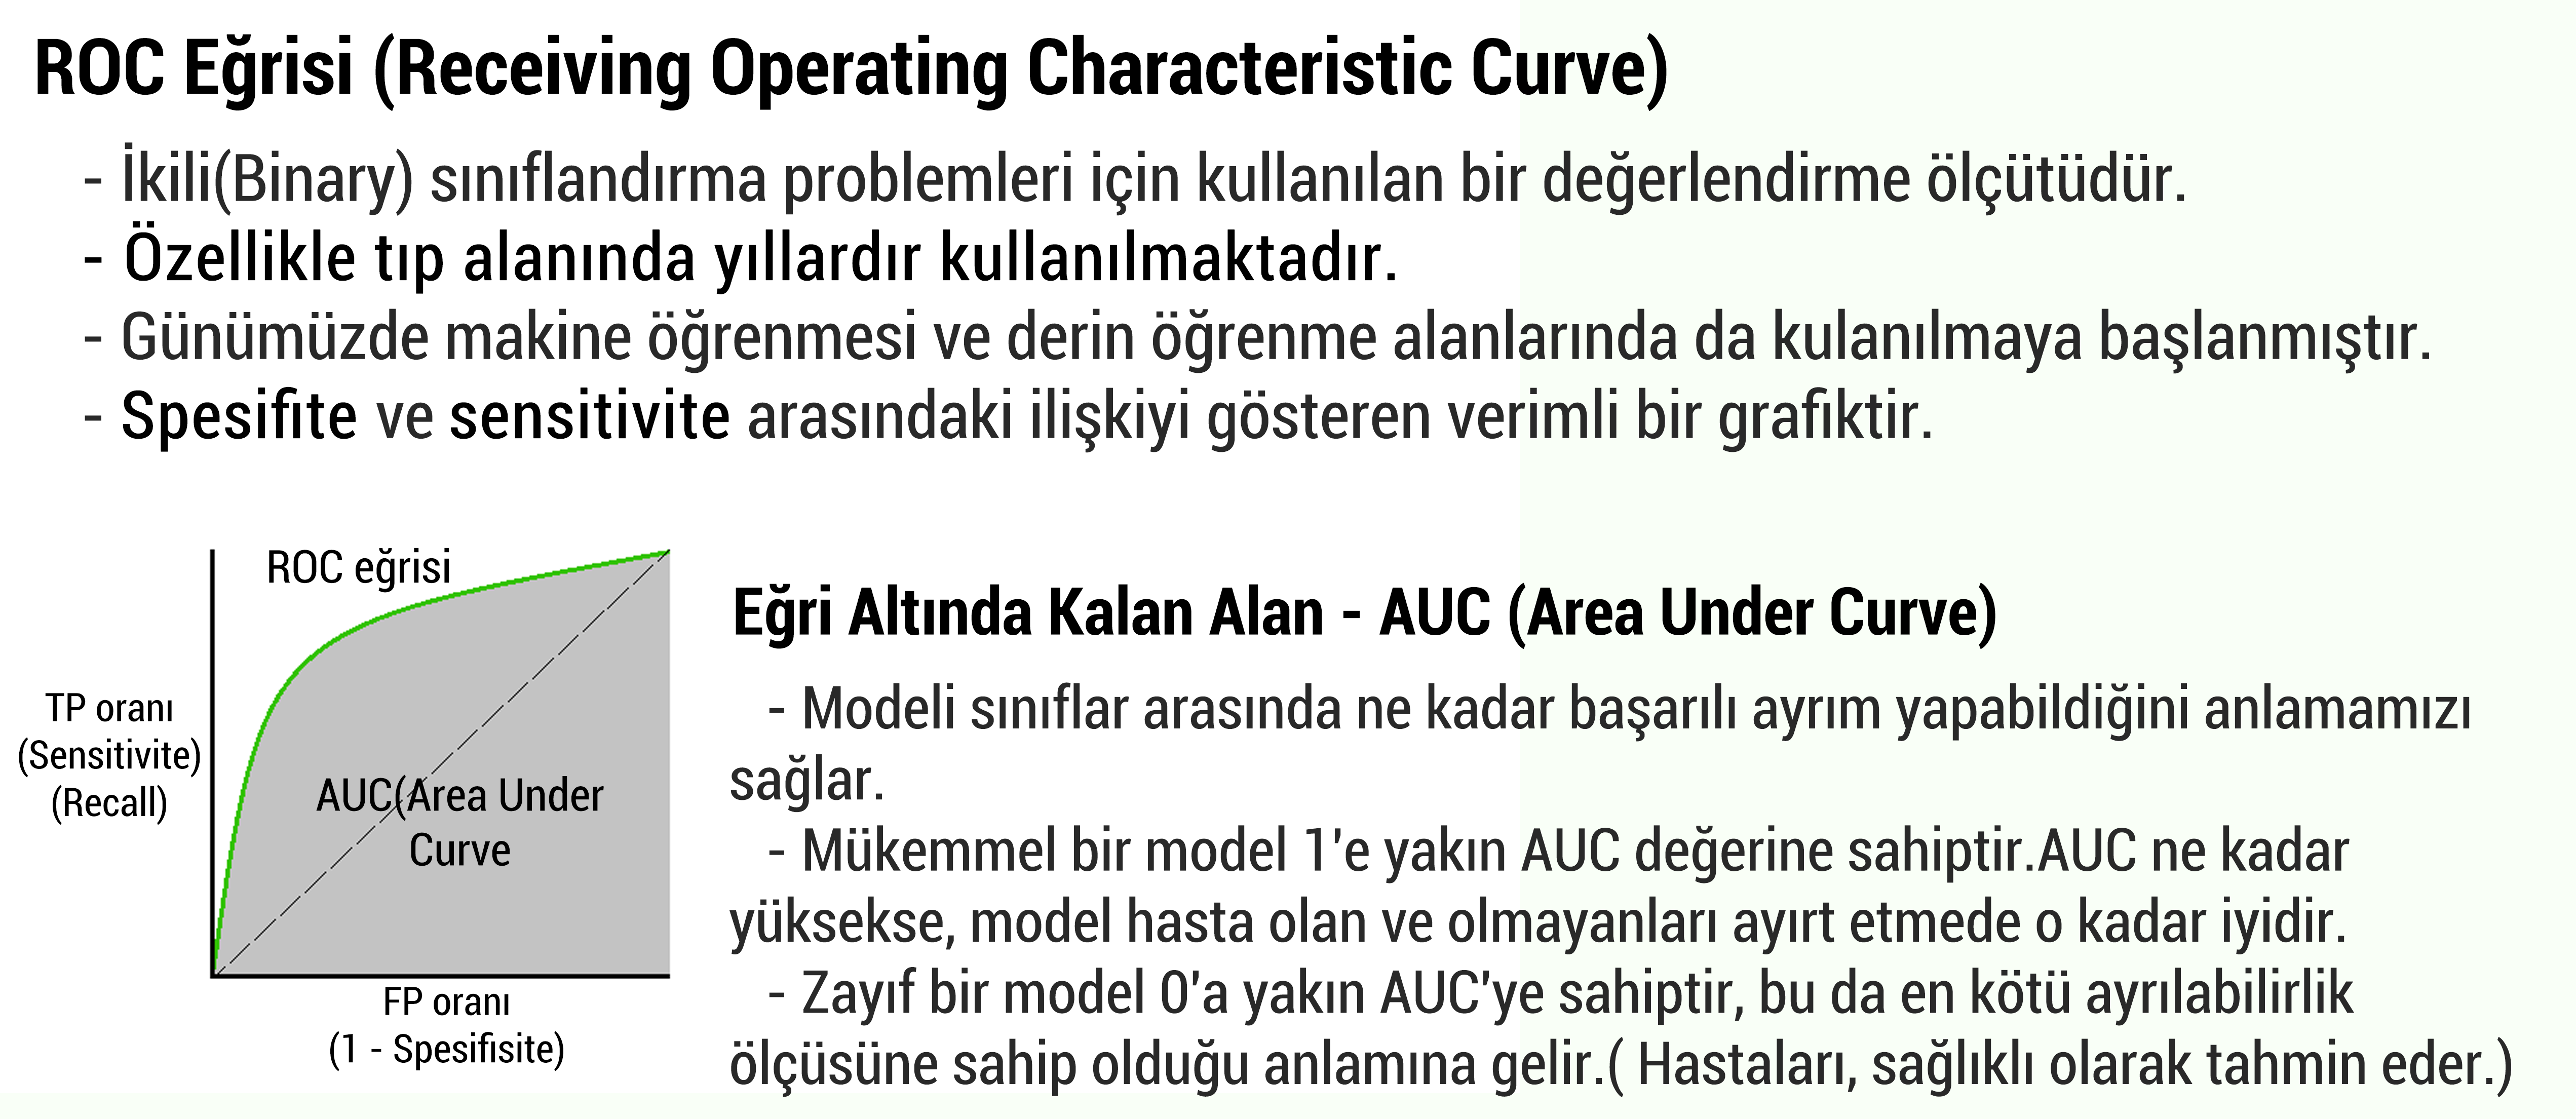 ROC Eğrisi (Receiving Operating Characteristic Curve)
- İkili(Binary) sınıflandırma problemleri için kullanılan bir değerlendirme ölçütüdür.
- Özellikle tıp alanında yıllardır kullanılmaktadır.
- Günümüzde makine öğrenmesi ve derin öğrenme alanlarında da kulanılmaya başlanmıştır.
- Spesifite ve sensitivite arasındaki ilişkiyi gösteren verimli bir grafiktir.
ROC eğrisi
TP oranı
(Sensitivite)
(Recall)
AUC(Area Under
Curve
FP oranı
(1 - Spesifisite)
Eğri Altında Kalan Alan - AUC (Area Under Curve)
- Modeli sınıflar arasında ne kadar başarılı ayrım yapabildiğini anlamamızı
sağlar.
- Mükemmel bir model 1'e yakın AUC değerine sahiptir.AUC ne kadar
yüksekse, model hasta olan ve olmayanları ayırt etmede o kadar iyidir.
- Zayıf bir model 0'a yakın AUC'ye sahiptir, bu da en kötü ayrılabilirlik
ölçüsüne sahip olduğu anlamına gelir.( Hastaları, sağlıklı olarak tahmin eder.)